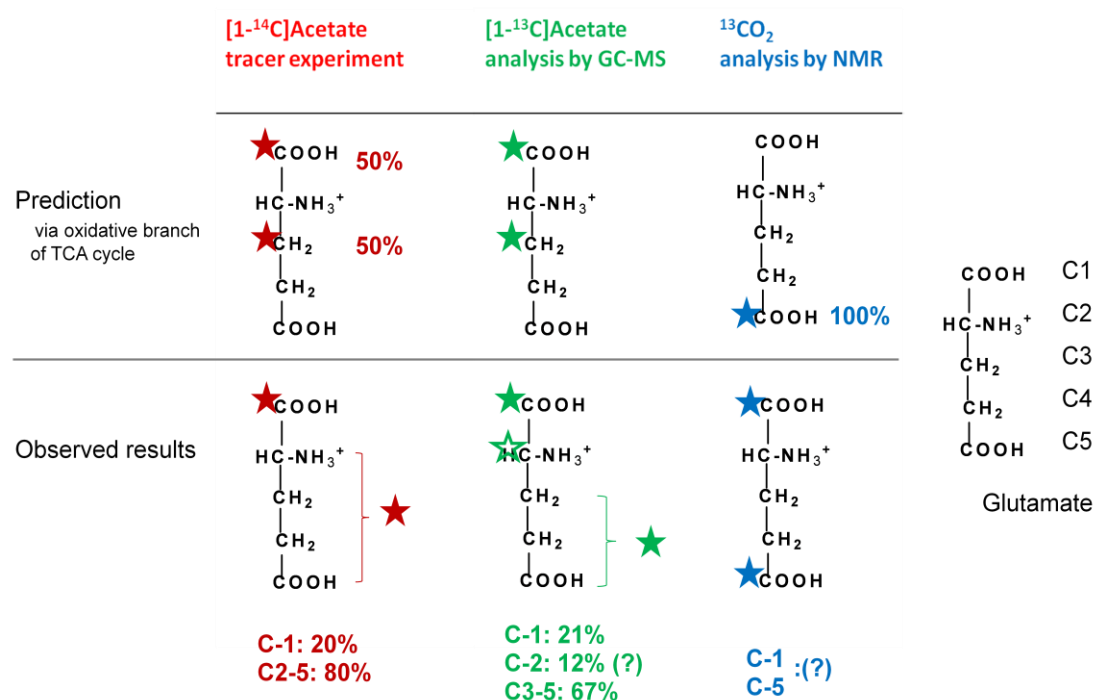 [1-¹⁴C]Acetate
tracer experiment
[1-¹³C]Acetate
analysis by GC-MS
¹³CO₂
analysis by NMR
Prediction
via oxidative branch
of TCA cycle
COOH 50%
HC-NH₃⁺
CH₂ 50%
CH₂
COOH
COOH
HC-NH₃⁺
CH₂
CH₂
COOH
COOH
HC-NH₃⁺
CH₂
CH₂
COOH 100%
Observed results
COOH
HC-NH₃⁺
CH₂
CH₂
COOH
C-1: 20%
C2-5: 80%
COOH
HC-NH₃⁺
CH₂
CH₂
COOH
C-1: 21%
C-2: 12% (?)
C3-5: 67%
COOH
HC-NH₃⁺
CH₂
CH₂
COOH
C-1
C-5 :(?)
COOH C1
HC-NH₃⁺ C2
CH₂ C3
CH₂ C4
COOH C5
Glutamate